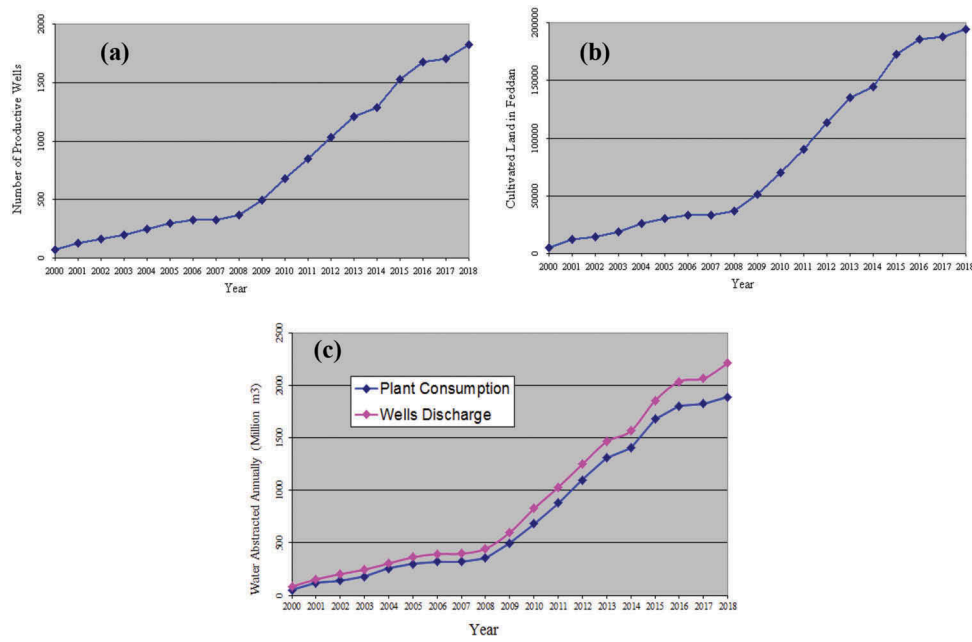 (a)
Number of Productive Wells
2000
1500
1000
500
0
2000 2001 2002 2003 2004 2005 2006 2007 2008 2009 2010 2011 2012 2013 2014 2015 2016 2017 2018
Year
(b)
Cultivated Land in Feddan
200000
150000
100000
50000
0
2000 2001 2002 2003 2004 2005 2006 2007 2008 2009 2010 2011 2012 2013 2014 2015 2016 2017 2018
Year
(c)
Water Abstracted Annually (Million m3)
2500
2000
1500
1000
500
0
Plant Consumption
Wells Discharge
2000 2001 2002 2003 2004 2005 2006 2007 2008 2009 2010 2011 2012 2013 2014 2015 2016 2017 2018
Year